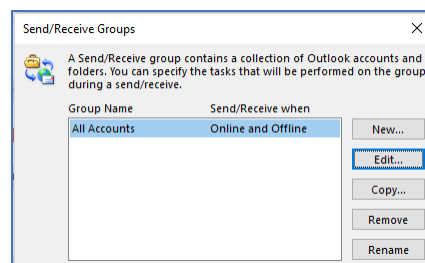 Send/Receive Groups
A Send/Receive group contains a collection of Outlook accounts and
folders. You can specify the tasks that will be performed on the group
during a send/receive.
Group Name Send/Receive when
All Accounts Online and Offline
New...
Edit...
Copy...
Remove
Rename